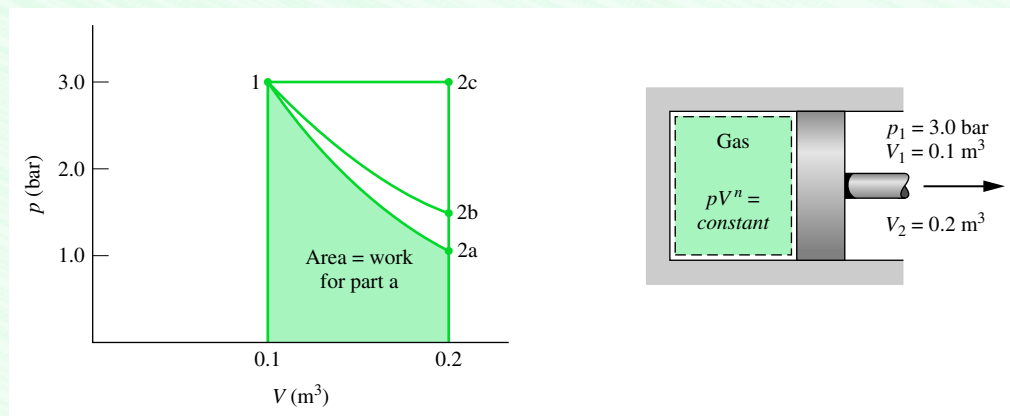 p (bar)
3.0
2.0
1.0
1
2c
2b
2a
Area = work
for part a
0.1
0.2
V (m³)
Gas
pVⁿ =
constant
p₁ = 3.0 bar
V₁ = 0.1 m³
V₂ = 0.2 m³